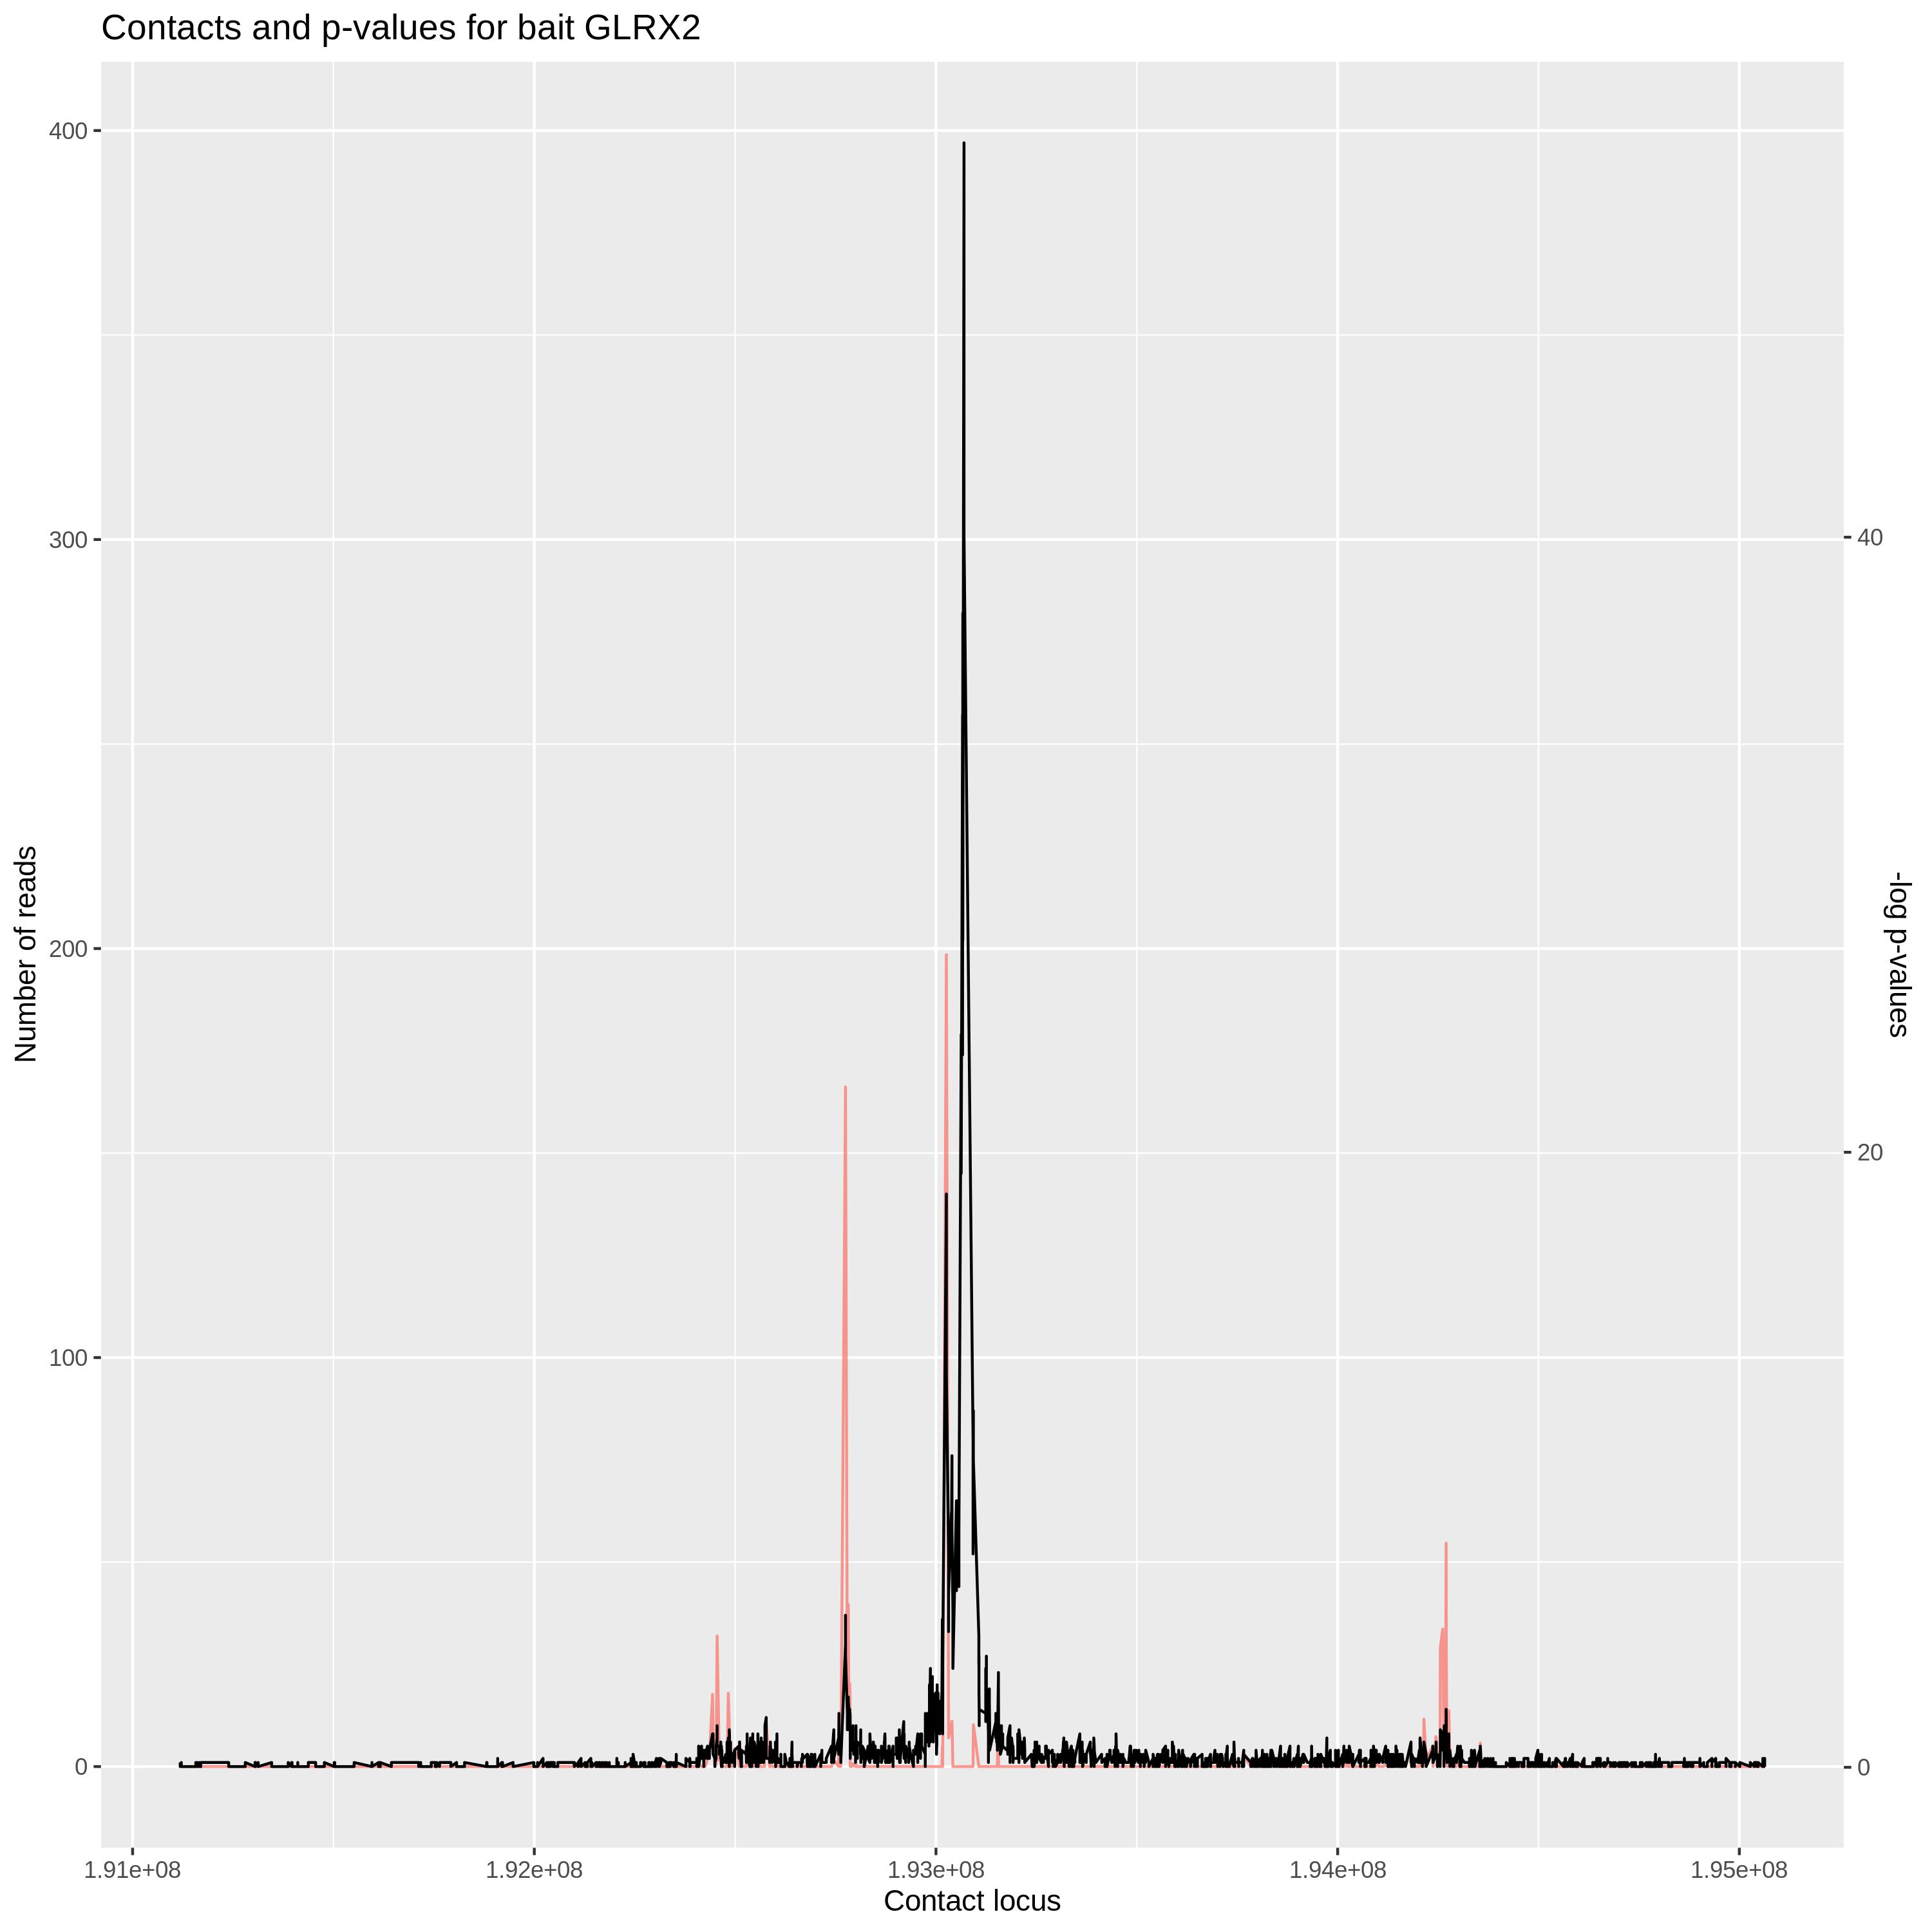 Contacts and p-values for bait GLRX2
400
300
200
100
0
Number of reads
40
20
0
-log p-values
1.91e+08
1.92e+08
1.93e+08
1.94e+08
1.95e+08
Contact locus